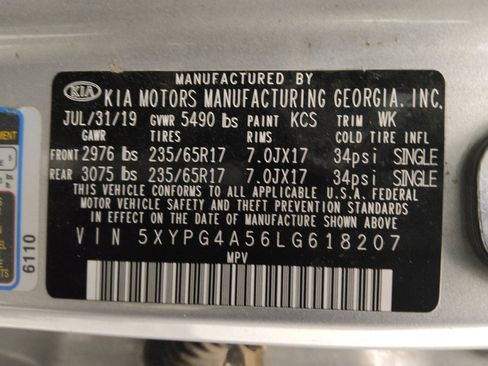 MANUFACTURED BY
KIA KIA MOTORS MANUFACTURING GEORGIA, INC.
JUL/31/19 GVWR 5490 lbs PAINT KCS TRIM WK
GAWR TIRES RIMS COLD TIRE INFL
FRONT 2976 lbs 235/65R17 7.0JX17 34psi SINGLE
REAR 3075 lbs 235/65R17 7.0JX17 34psi SINGLE
THIS VEHICLE CONFORMS TO ALL APPLICABLE U.S.A. FEDERAL
MOTOR VEHICLE SAFETY AND THEFT PREVENTION STANDARDS IN
EFFECT ON THE DATE OF MANUFACTURE SHOWN ABOVE.
VIN 5XYPG4A56LG618207
MPV
6110